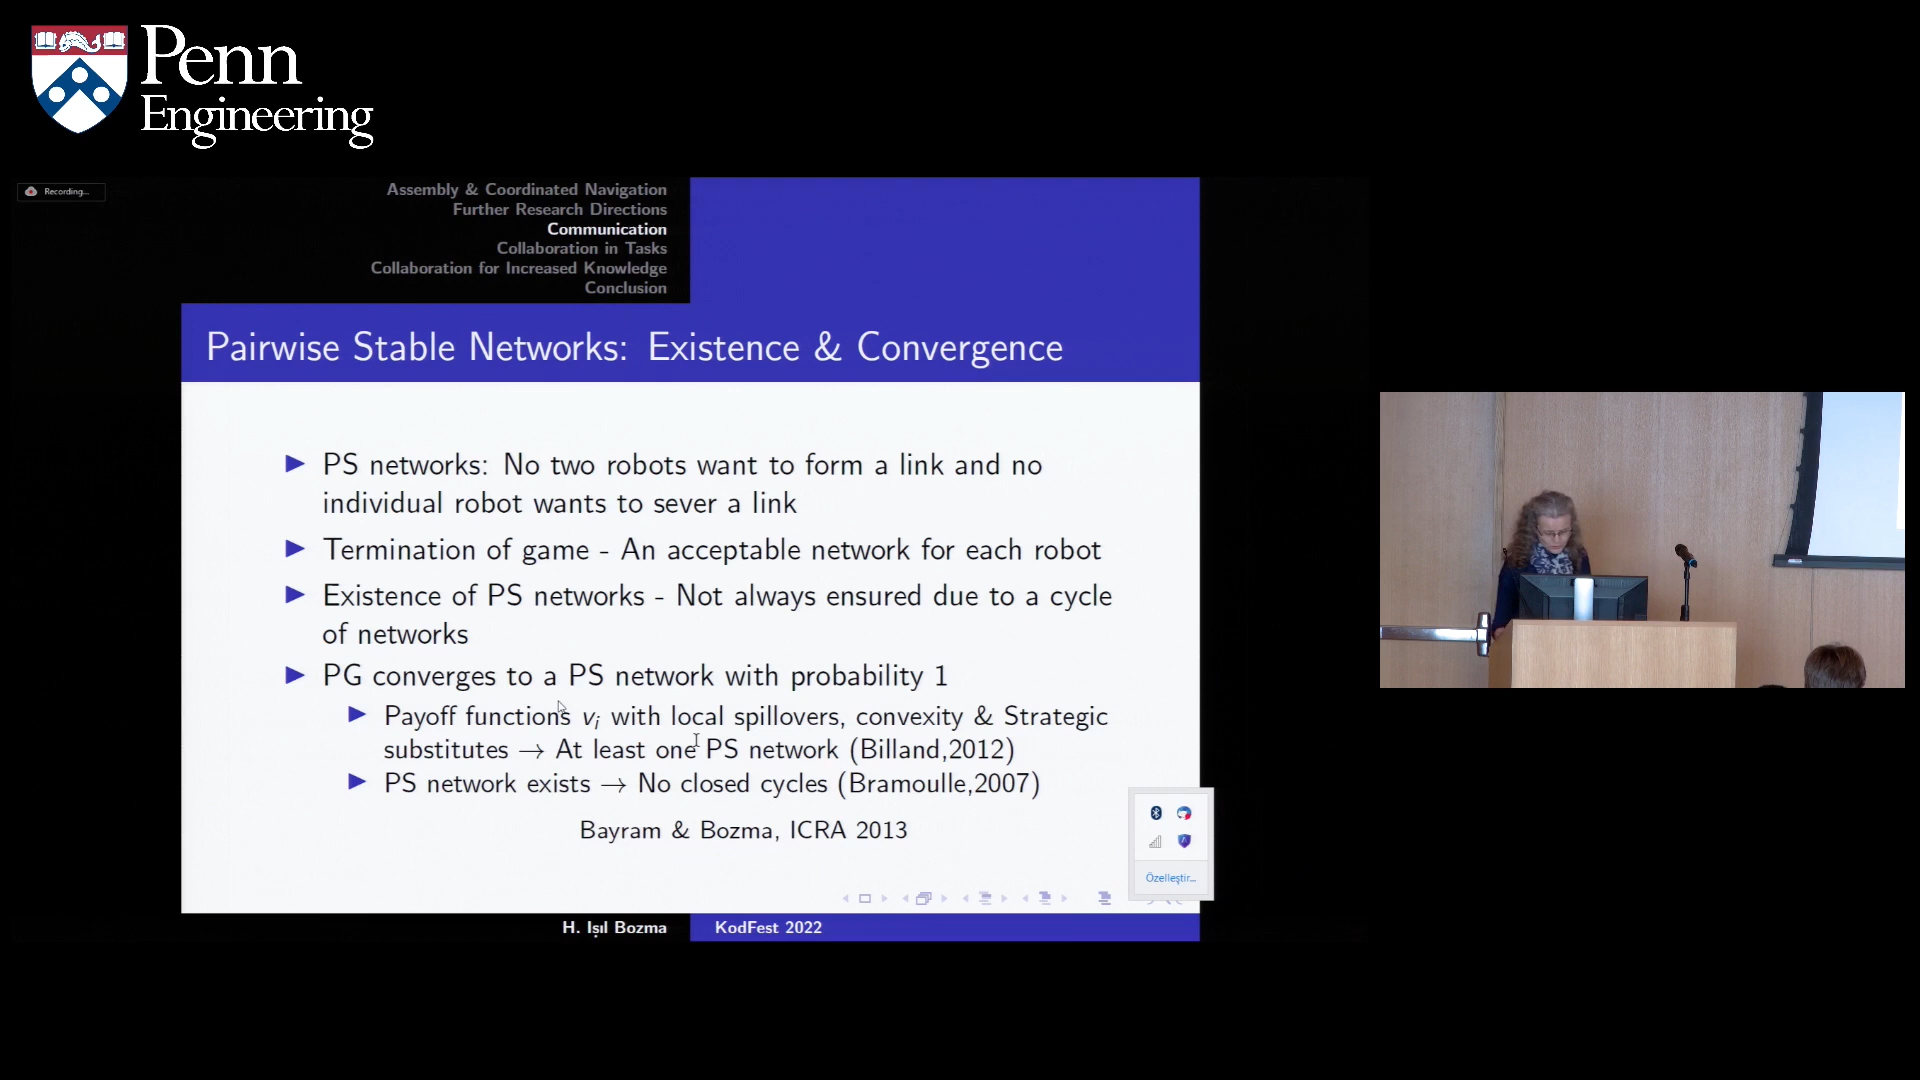 Penn
Engineering
Recording...
Assembly & Coordinated Navigation
Further Research Directions
Communication
Collaboration in Tasks
Collaboration for Increased Knowledge
Conclusion
Pairwise Stable Networks: Existence & Convergence
PS networks: No two robots want to form a link and no
individual robot wants to sever a link
Termination of game - An acceptable network for each robot
Existence of PS networks - Not always ensured due to a cycle
of networks
PG converges to a PS network with probability 1
Payoff functions vᵢ with local spillovers, convexity & Strategic
substitutes → At least one PS network (Billand,2012)
PS network exists → No closed cycles (Bramoulle,2007)
Bayram & Bozma, ICRA 2013
Özelleştir...
H. Işıl Bozma
KodFest 2022